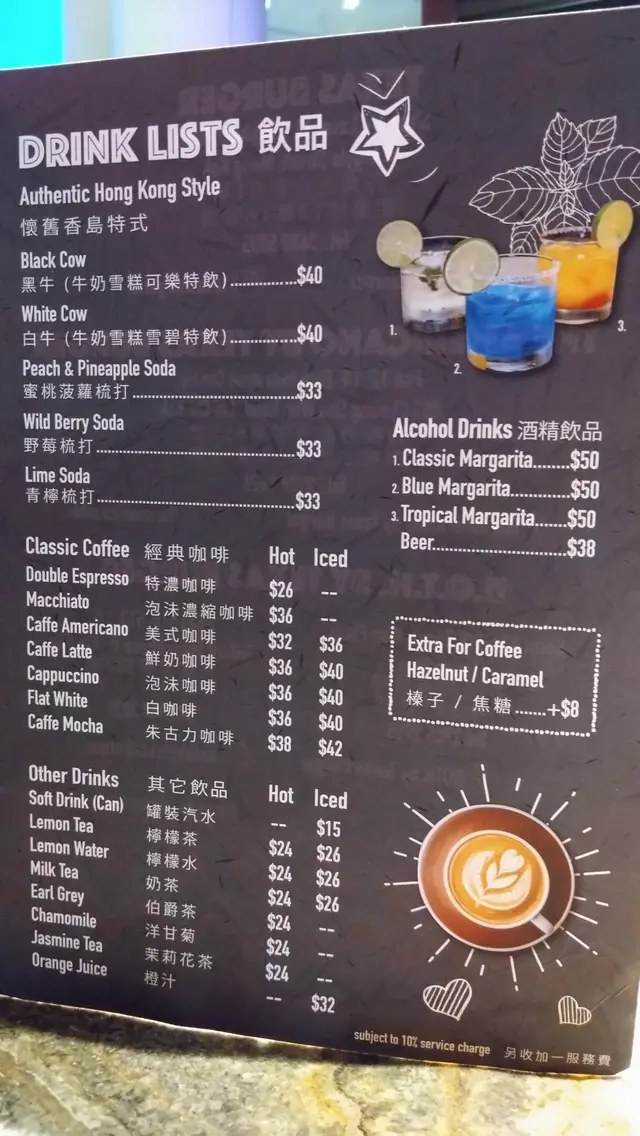 DRINK LISTS 飲品
Authentic Hong Kong Style
懷舊香島特式
Black Cow
黑牛 (牛奶雪糕可樂特飲)...............$40
White Cow
白牛 (牛奶雪糕雪碧特飲)...............$40
Peach & Pineapple Soda
蜜桃菠蘿梳打...............$33
Wild Berry Soda
野莓梳打...............$33
Lime Soda
青檸梳打...............$33
Classic Coffee 經典咖啡 Hot Iced
Double Espresso 特濃咖啡 $26 --
Macchiato 泡沫濃縮咖啡 $36 --
Caffe Americano 美式咖啡 $32 $36
Caffe Latte 鮮奶咖啡 $36 $40
Cappuccino 泡沫咖啡 $36 $40
Flat White 白咖啡 $36 $40
Caffe Mocha 朱古力咖啡 $38 $42
Other Drinks 其它飲品 Hot Iced
Soft Drink (Can) 罐裝汽水 -- $15
Lemon Tea 檸檬茶 $24 $26
Lemon Water 檸檬水 $24 $26
Milk Tea 奶茶 $24 $26
Earl Grey 伯爵茶 $24 --
Chamomile 洋甘菊 $24 --
Jasmine Tea 茉莉花茶 $24 --
Orange Juice 橙汁 -- $32
1.
2.
3.
Alcohol Drinks 酒精飲品
1. Classic Margarita........$50
2. Blue Margarita............$50
3. Tropical Margarita.......$50
Beer.............................$38
Extra For Coffee
Hazelnut / Caramel
榛子 / 焦糖.......+$8
subject to 10% service charge 另收加一服務費